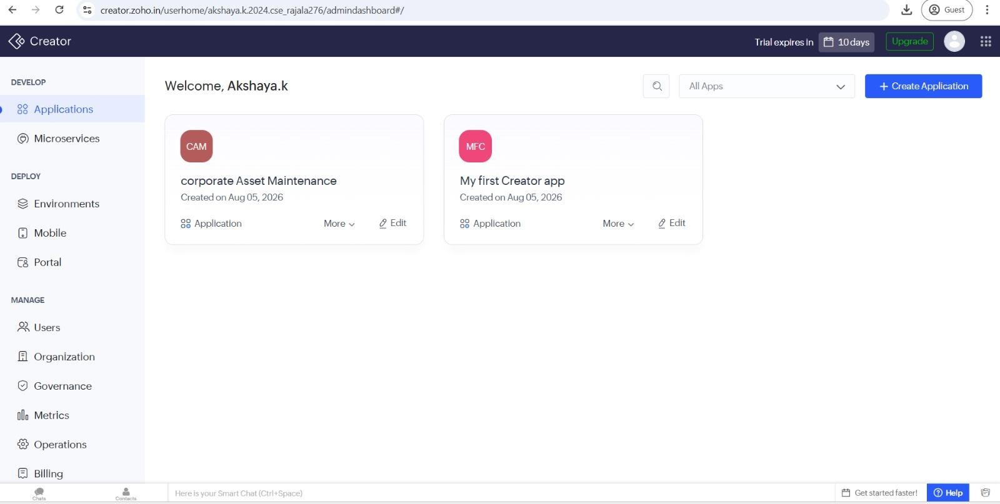 creator.zoho.in/userhome/akshaya.k.2024.cse_rajala276/admindashboard#/
Guest
Creator
Trial expires in
10 days
Upgrade
DEVELOP
Applications
Microservices
DEPLOY
Environments
Mobile
Portal
MANAGE
Users
Organization
Governance
Metrics
Operations
Billing
Welcome, Akshaya.k
All Apps
+ Create Application
CAM
corporate Asset Maintenance
Created on Aug 05, 2026
Application
More
Edit
MFC
My first Creator app
Created on Aug 05, 2026
Application
More
Edit
Chats
Contacts
Here is your Smart Chat (Ctrl+Space)
Get started faster!
Help